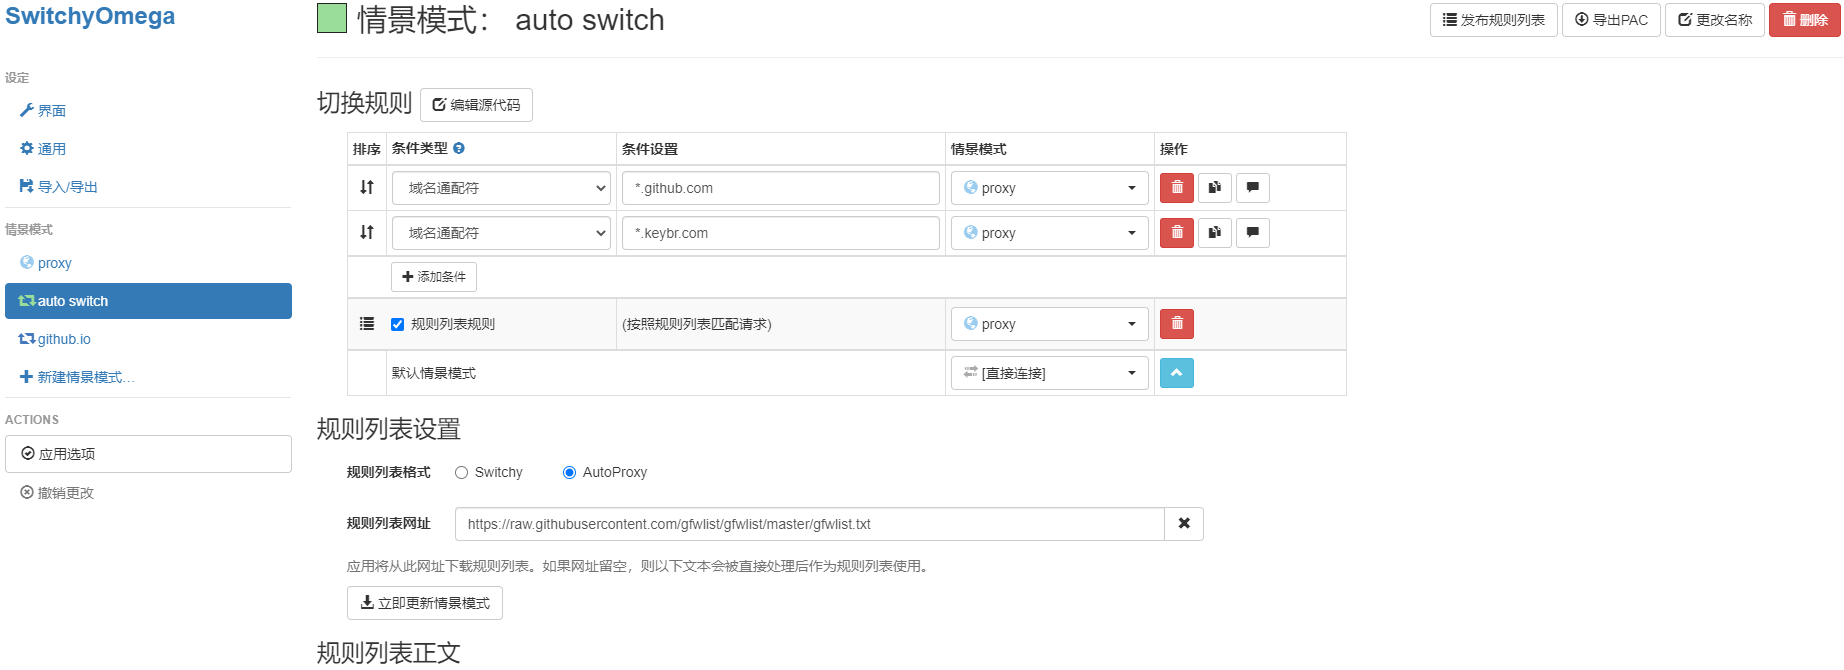 SwitchyOmega
设定
界面
通用
导入/导出
情景模式
proxy
auto switch
github.io
新建情景模式...
ACTIONS
应用选项
撤销更改
情景模式： auto switch
发布规则列表 导出PAC 更改名称 删除
切换规则 编辑源代码
排序 条件类型 条件设置 情景模式 操作
域名通配符 *.github.com proxy
域名通配符 *.keybr.com proxy
添加条件
规则列表规则 (按照规则列表匹配请求) proxy
默认情景模式 [直接连接]
规则列表设置
规则列表格式 Switchy AutoProxy
规则列表网址 https://raw.githubusercontent.com/gfwlist/gfwlist/master/gfwlist.txt
应用将从此网址下载规则列表。如果网址留空，则以下文本会被直接处理后作为规则列表使用。
立即更新情景模式
规则列表正文